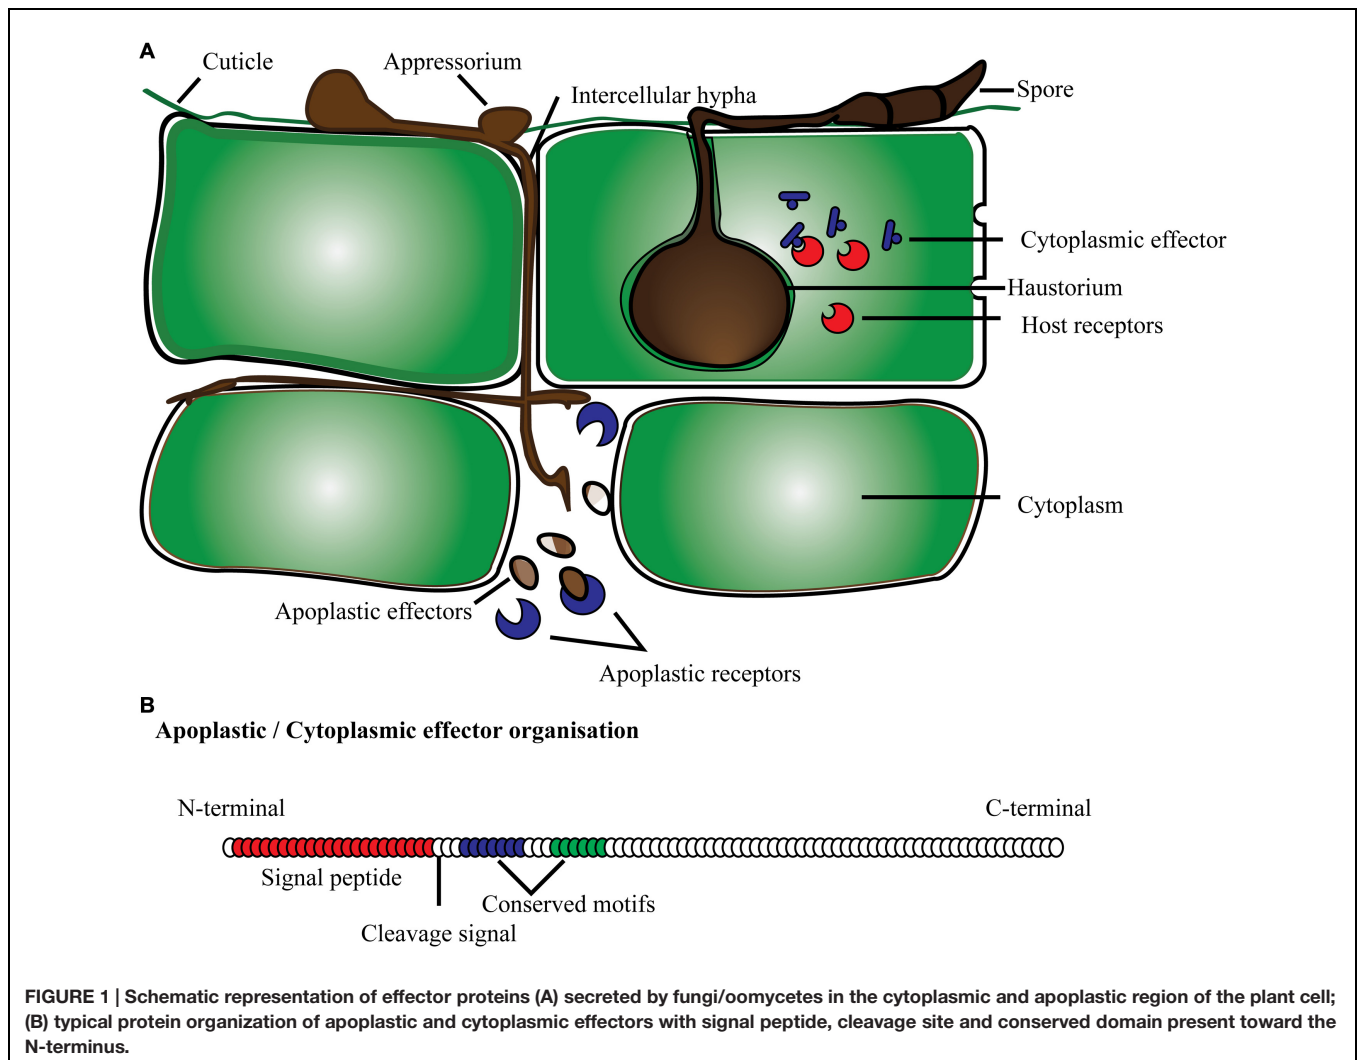 A
Cuticle
Appressorium
Intercellular hypha
Spore
Cytoplasmic effector
Haustorium
Host receptors
Cytoplasm
Apoplastic effectors
Apoplastic receptors
B
Apoplastic / Cytoplasmic effector organisation
N-terminal
C-terminal
Signal peptide
Conserved motifs
Cleavage signal
FIGURE 1 | Schematic representation of effector proteins (A) secreted by fungi/oomycetes in the cytoplasmic and apoplastic region of the plant cell;
(B) typical protein organization of apoplastic and cytoplasmic effectors with signal peptide, cleavage site and conserved domain present toward the
N-terminus.